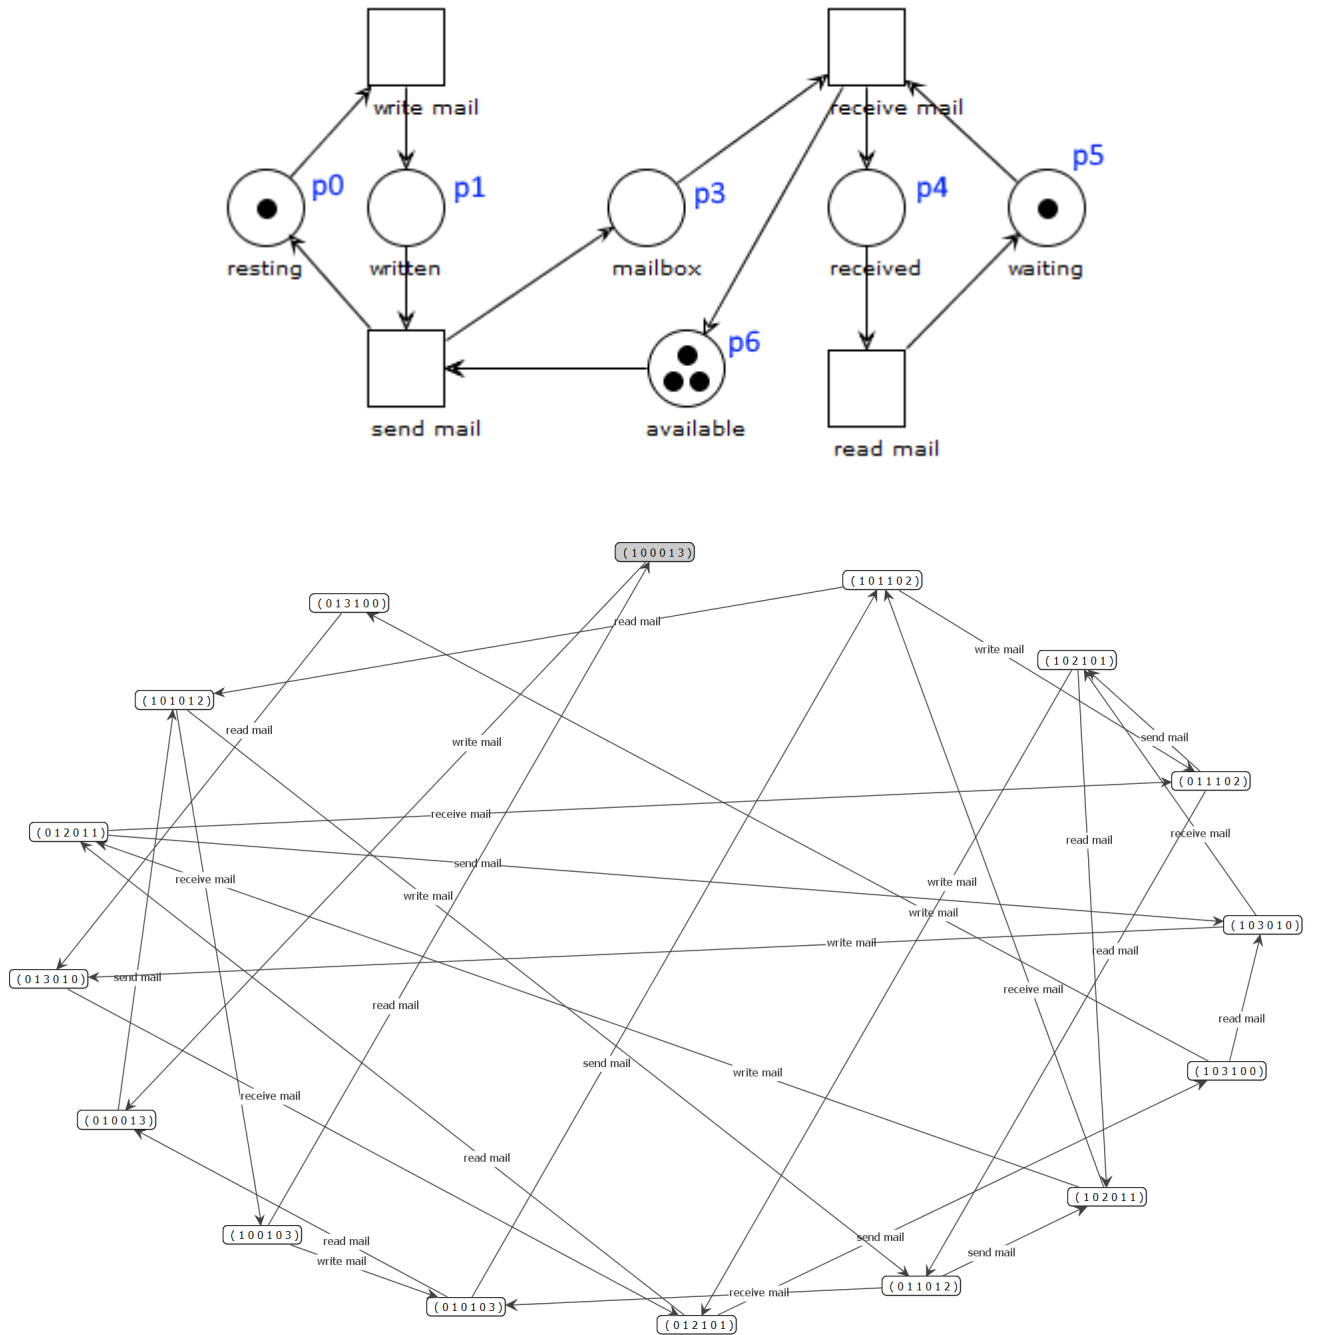 write mail
receive mail
p5
p0
p1
p3
p4
resting
written
mailbox
received
waiting
p6
send mail
available
read mail
( 1 0 0 0 1 3 )
( 1 0 1 1 0 2 )
( 0 1 3 1 0 0 )
read mail
write mail
( 1 0 2 1 0 1 )
( 1 0 1 0 1 2 )
read mail
write mail
send mail
( 0 1 1 1 0 2 )
receive mail
( 0 1 2 0 1 1 )
receive mail
read mail
send mail
receive mail
write mail
write mail
write mail
( 1 0 3 0 1 0 )
write mail
read mail
( 0 1 3 0 1 0 )
send mail
receive mail
read mail
read mail
send mail
write mail
( 1 0 3 1 0 0 )
receive mail
( 0 1 0 0 1 3 )
read mail
( 1 0 2 0 1 1 )
( 1 0 0 1 0 3 )
read mail
send mail
send mail
write mail
( 0 1 1 0 1 2 )
receive mail
( 0 1 0 1 0 3 )
( 0 1 2 1 0 1 )